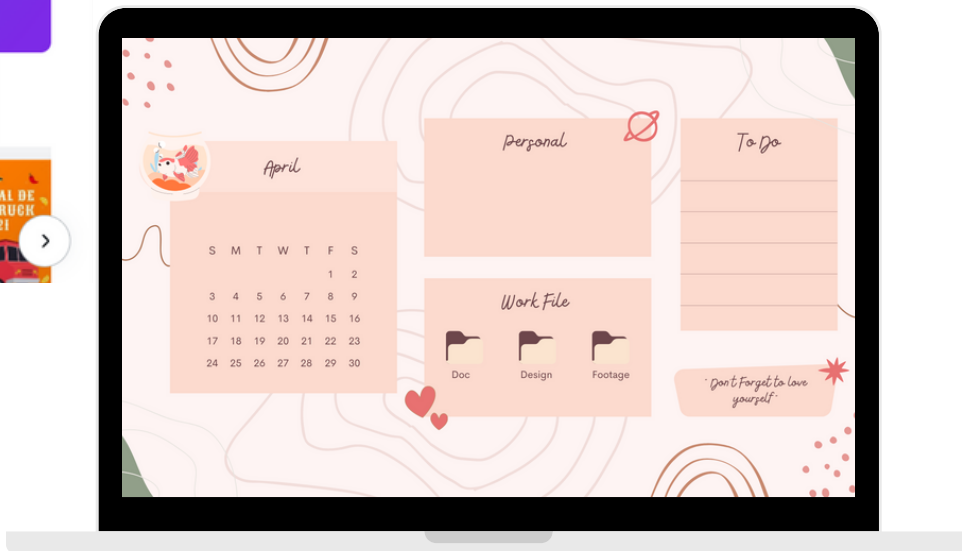 AL DE
RUCK
April
S M T W T F S
1 2
3 4 5 6 7 8 9
10 11 12 13 14 15 16
17 18 19 20 21 22 23
24 25 26 27 28 29 30
Personal
Work File
Doc Design Footage
To Do
"Don't Forget to love
yourself"